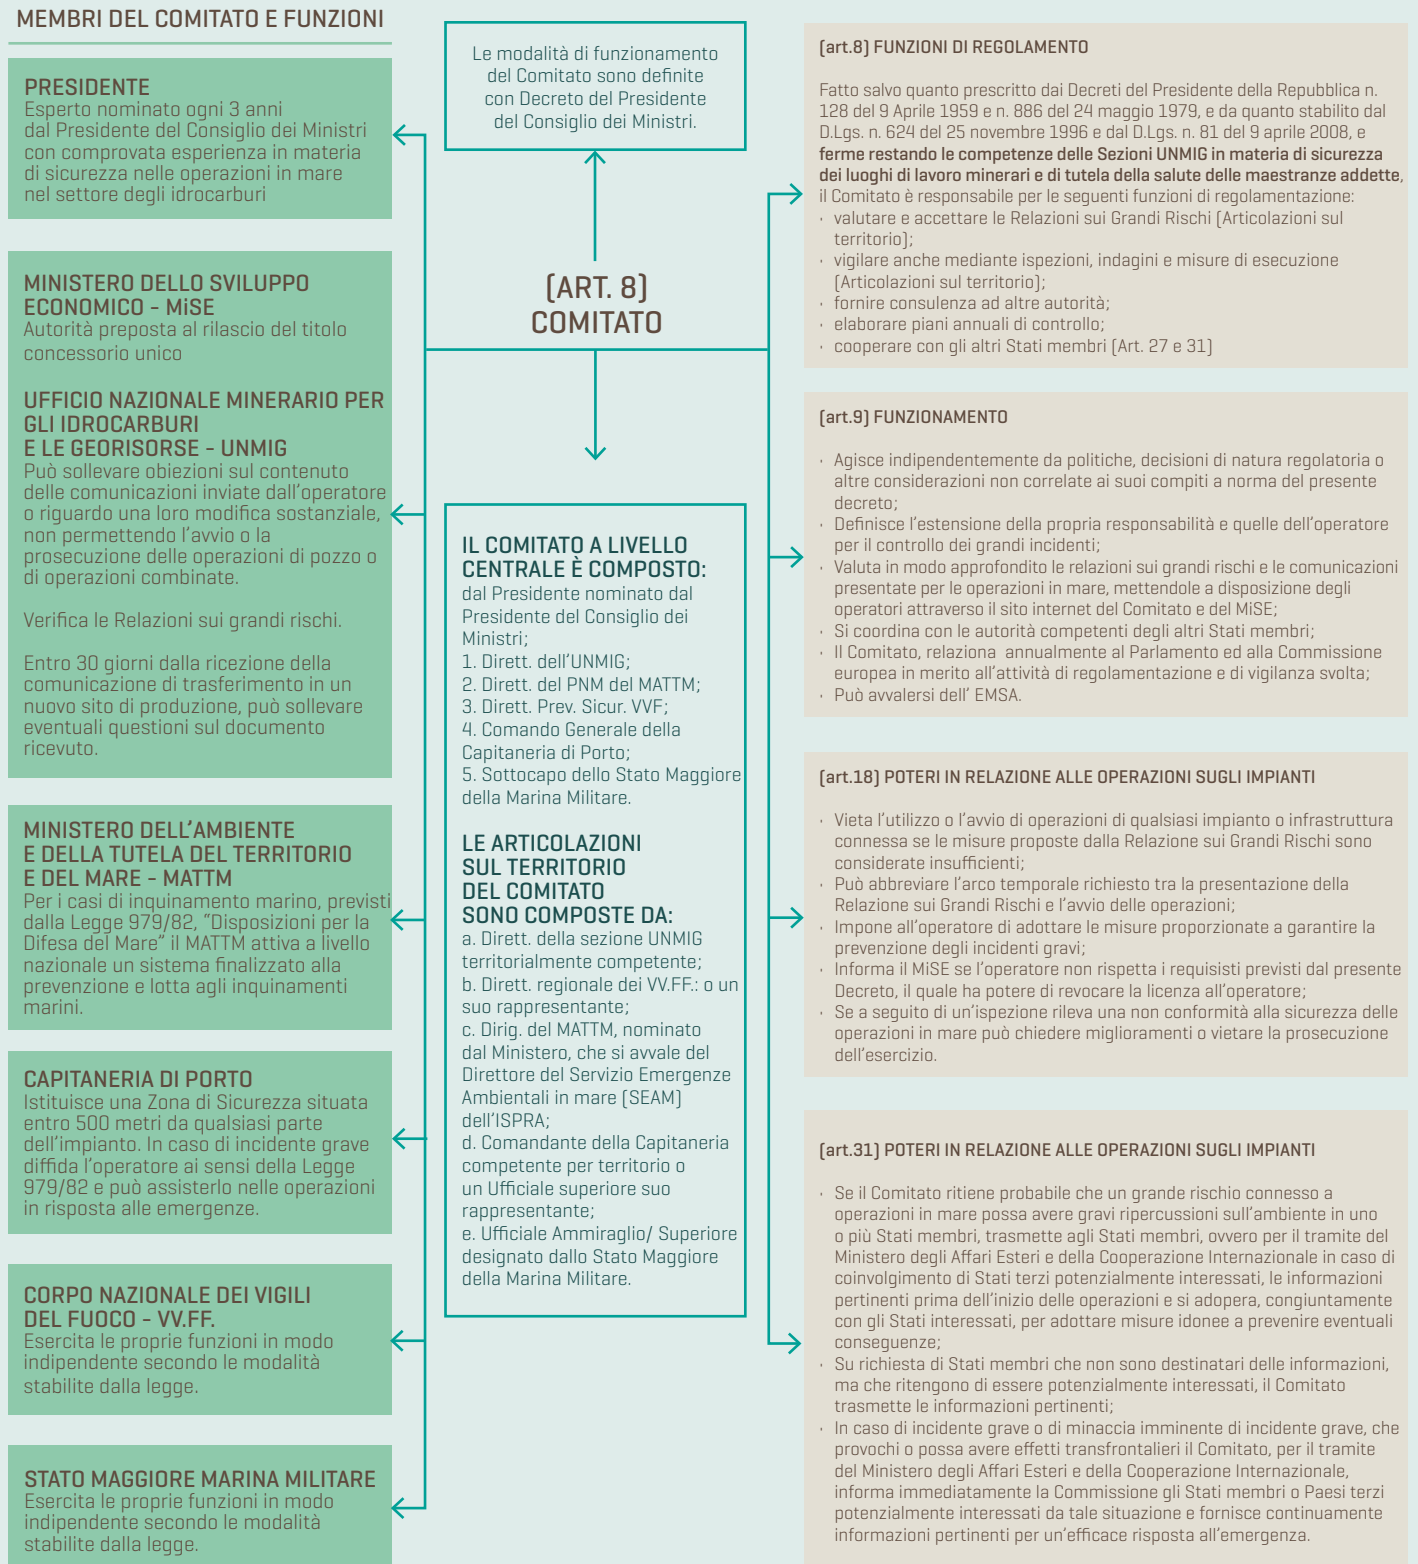 MEMBRI DEL COMITATO E FUNZIONI
PRESIDENTE
Esperto nominato ogni 3 anni
dal Presidente del Consiglio dei Ministri
con comprovata esperienza in materia
di sicurezza nelle operazioni in mare
nel settore degli idrocarburi
MINISTERO DELLO SVILUPPO
ECONOMICO - MiSE
Autorità preposta al rilascio del titolo
concessorio unico
UFFICIO NAZIONALE MINERARIO PER
GLI IDROCARBURI
E LE GEORISORSE - UNMIG
Può sollevare obiezioni sul contenuto
delle comunicazioni inviate dall'operatore
o riguardo una loro modifica sostanziale,
non permettendo l'avvio o la
prosecuzione delle operazioni di pozzo o
di operazioni combinate.
Verifica le Relazioni sui grandi rischi.
Entro 30 giorni dalla ricezione della
comunicazione di trasferimento in un
nuovo sito di produzione, può sollevare
eventuali questioni sul documento
ricevuto.
MINISTERO DELL'AMBIENTE
E DELLA TUTELA DEL TERRITORIO
E DEL MARE - MATTM
Per i casi di inquinamento marino, previsti
dalla Legge 979/82, "Disposizioni per la
Difesa del Mare" il MATTM attiva a livello
nazionale un sistema finalizzato alla
prevenzione e lotta agli inquinamenti
marini.
CAPITANERIA DI PORTO
Istituisce una Zona di Sicurezza situata
entro 500 metri da qualsiasi parte
dell'impianto. In caso di incidente grave
diffida l'operatore ai sensi della Legge
979/82 e può assisterlo nelle operazioni
in risposta alle emergenze.
CORPO NAZIONALE DEI VIGILI
DEL FUOCO - VV.FF.
Esercita le proprie funzioni in modo
indipendente secondo le modalità
stabilite dalla legge.
STATO MAGGIORE MARINA MILITARE
Esercita le proprie funzioni in modo
indipendente secondo le modalità
stabilite dalla legge.
Le modalità di funzionamento
del Comitato sono definite
con Decreto del Presidente
del Consiglio dei Ministri.
(ART. 8)
COMITATO
IL COMITATO A LIVELLO
CENTRALE È COMPOSTO:
dal Presidente nominato dal
Presidente del Consiglio dei
Ministri;
1. Dirett. dell'UNMIG;
2. Dirett. del PNM del MATTM;
3. Dirett. Prev. Sicur. VVF;
4. Comando Generale della
Capitaneria di Porto;
5. Sottocapo dello Stato Maggiore
della Marina Militare.
LE ARTICOLAZIONI
SUL TERRITORIO
DEL COMITATO
SONO COMPOSTE DA:
a. Dirett. della sezione UNMIG
territorialmente competente;
b. Dirett. regionale dei VV.FF.: o un
suo rappresentante;
c. Dirig. del MATTM, nominato
dal Ministero, che si avvale del
Direttore del Servizio Emergenze
Ambientali in mare (SEAM)
dell'ISPRA;
d. Comandante della Capitaneria
competente per territorio o
un Ufficiale superiore suo
rappresentante;
e. Ufficiale Ammiraglio/ Superiore
designato dallo Stato Maggiore
della Marina Militare.
(art.8) FUNZIONI DI REGOLAMENTO
Fatto salvo quanto prescritto dai Decreti del Presidente della Repubblica n.
128 del 9 Aprile 1959 e n. 886 del 24 maggio 1979, e da quanto stabilito dal
D.Lgs. n. 624 del 25 novembre 1996 e dal D.Lgs. n. 81 del 9 aprile 2008, e
ferme restando le competenze delle Sezioni UNMIG in materia di sicurezza
dei luoghi di lavoro minerari e di tutela della salute delle maestranze addette,
il Comitato è responsabile per le seguenti funzioni di regolamentazione:
· valutare e accettare le Relazioni sui Grandi Rischi (Articolazioni sul
territorio);
· vigilare anche mediante ispezioni, indagini e misure di esecuzione
(Articolazioni sul territorio);
· fornire consulenza ad altre autorità;
· elaborare piani annuali di controllo;
· cooperare con gli altri Stati membri (Art. 27 e 31)
(art.9) FUNZIONAMENTO
· Agisce indipendentemente da politiche, decisioni di natura regolatoria o
altre considerazioni non correlate ai suoi compiti a norma del presente
decreto;
· Definisce l'estensione della propria responsabilità e quelle dell'operatore
per il controllo dei grandi incidenti;
· Valuta in modo approfondito le relazioni sui grandi rischi e le comunicazioni
presentate per le operazioni in mare, mettendole a disposizione degli
operatori attraverso il sito internet del Comitato e del MiSE;
· Si coordina con le autorità competenti degli altri Stati membri;
· Il Comitato, relaziona annualmente al Parlamento ed alla Commissione
europea in merito all'attività di regolamentazione e di vigilanza svolta;
· Può avvalersi dell' EMSA.
(art.18) POTERI IN RELAZIONE ALLE OPERAZIONI SUGLI IMPIANTI
· Vieta l'utilizzo o l'avvio di operazioni di qualsiasi impianto o infrastruttura
connessa se le misure proposte dalla Relazione sui Grandi Rischi sono
considerate insufficienti;
· Può abbreviare l'arco temporale richiesto tra la presentazione della
Relazione sui Grandi Rischi e l'avvio delle operazioni;
· Impone all'operatore di adottare le misure proporzionate a garantire la
prevenzione degli incidenti gravi;
· Informa il MiSE se l'operatore non rispetta i requisisti previsti dal presente
Decreto, il quale ha potere di revocare la licenza all'operatore;
· Se a seguito di un'ispezione rileva una non conformità alla sicurezza delle
operazioni in mare può chiedere miglioramenti o vietare la prosecuzione
dell'esercizio.
(art.31) POTERI IN RELAZIONE ALLE OPERAZIONI SUGLI IMPIANTI
· Se il Comitato ritiene probabile che un grande rischio connesso a
operazioni in mare possa avere gravi ripercussioni sull'ambiente in uno
o più Stati membri, trasmette agli Stati membri, ovvero per il tramite del
Ministero degli Affari Esteri e della Cooperazione Internazionale in caso di
coinvolgimento di Stati terzi potenzialmente interessati, le informazioni
pertinenti prima dell'inizio delle operazioni e si adopera, congiuntamente
con gli Stati interessati, per adottare misure idonee a prevenire eventuali
conseguenze;
· Su richiesta di Stati membri che non sono destinatari delle informazioni,
ma che ritengono di essere potenzialmente interessati, il Comitato
trasmette le informazioni pertinenti;
· In caso di incidente grave o di minaccia imminente di incidente grave, che
provochi o possa avere effetti transfrontalieri il Comitato, per il tramite
del Ministero degli Affari Esteri e della Cooperazione Internazionale,
informa immediatamente la Commissione gli Stati membri o Paesi terzi
potenzialmente interessati da tale situazione e fornisce continuamente
informazioni pertinenti per un'efficace risposta all'emergenza.